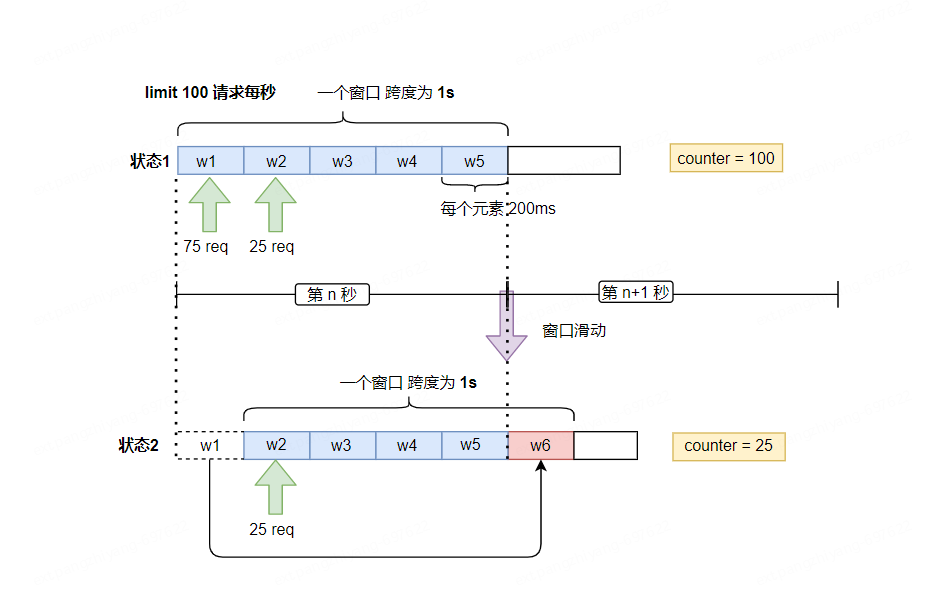 limit 100 请求每秒
一个窗口 跨度为 1s
状态1
w1
w2
w3
w4
w5
counter = 100
每个元素 200ms
75 req
25 req
第 n 秒
第 n+1 秒
窗口滑动
一个窗口 跨度为 1s
状态2
w1
w2
w3
w4
w5
w6
counter = 25
25 req